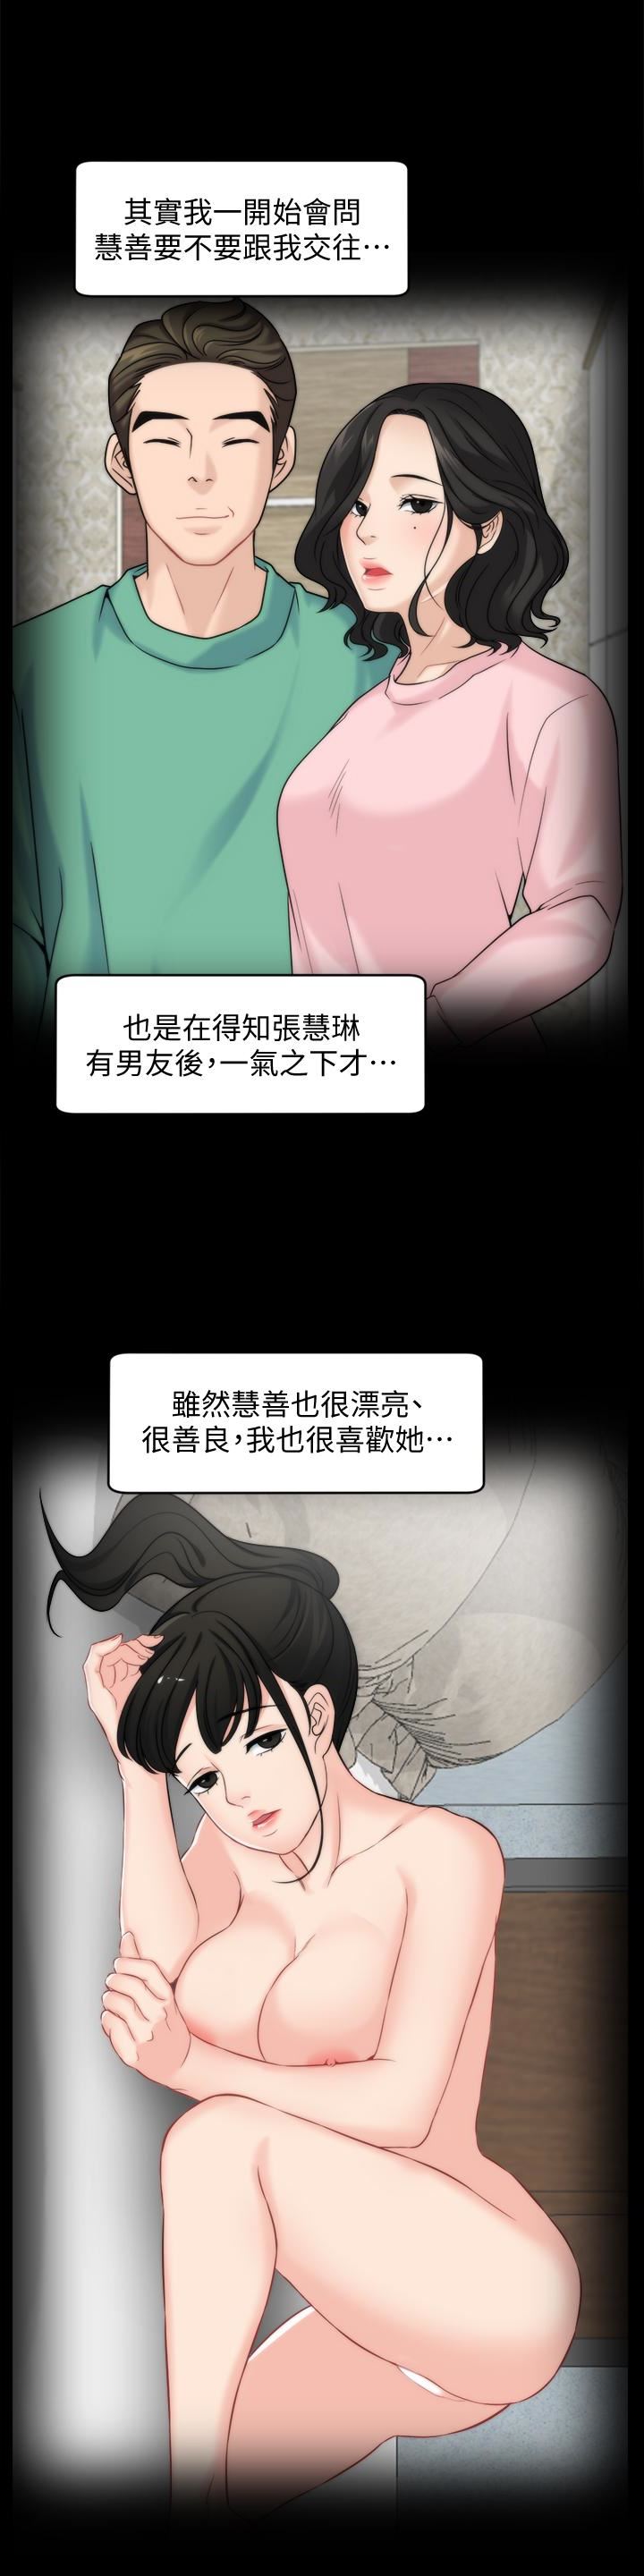 其實我一開始會問
慧善要不要跟我交往⋯
也是在得知張慧琳
有男友後，一氣之下才⋯
雖然慧善也很漂亮、
很善良，我也很喜歡她⋯